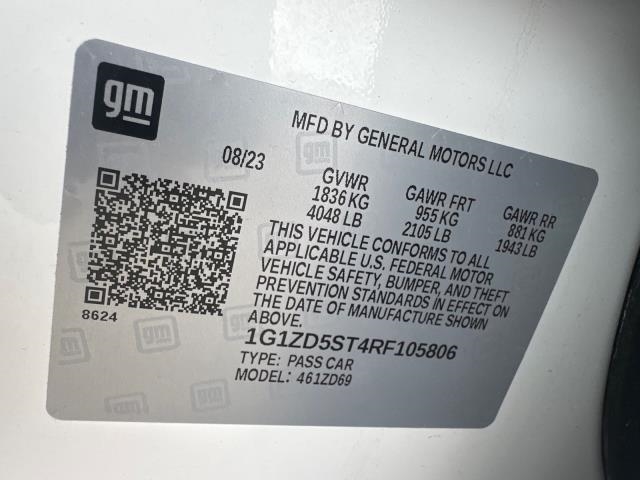 gm
MFD BY GENERAL MOTORS LLC
08/23
GVWR
1836 KG
4048 LB
GAWR FRT
955 KG
2105 LB
GAWR RR
881 KG
1943 LB
THIS VEHICLE CONFORMS TO ALL
APPLICABLE U.S. FEDERAL MOTOR
VEHICLE SAFETY, BUMPER, AND THEFT
PREVENTION STANDARDS IN EFFECT ON
THE DATE OF MANUFACTURE SHOWN
ABOVE.
8624
1G1ZD5ST4RF105806
TYPE: PASS CAR
MODEL: 461ZD69